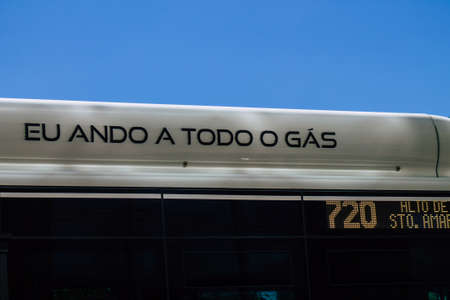 EU ANDO A TODO O GÁS
720
ALTO DE
STO. AMAR